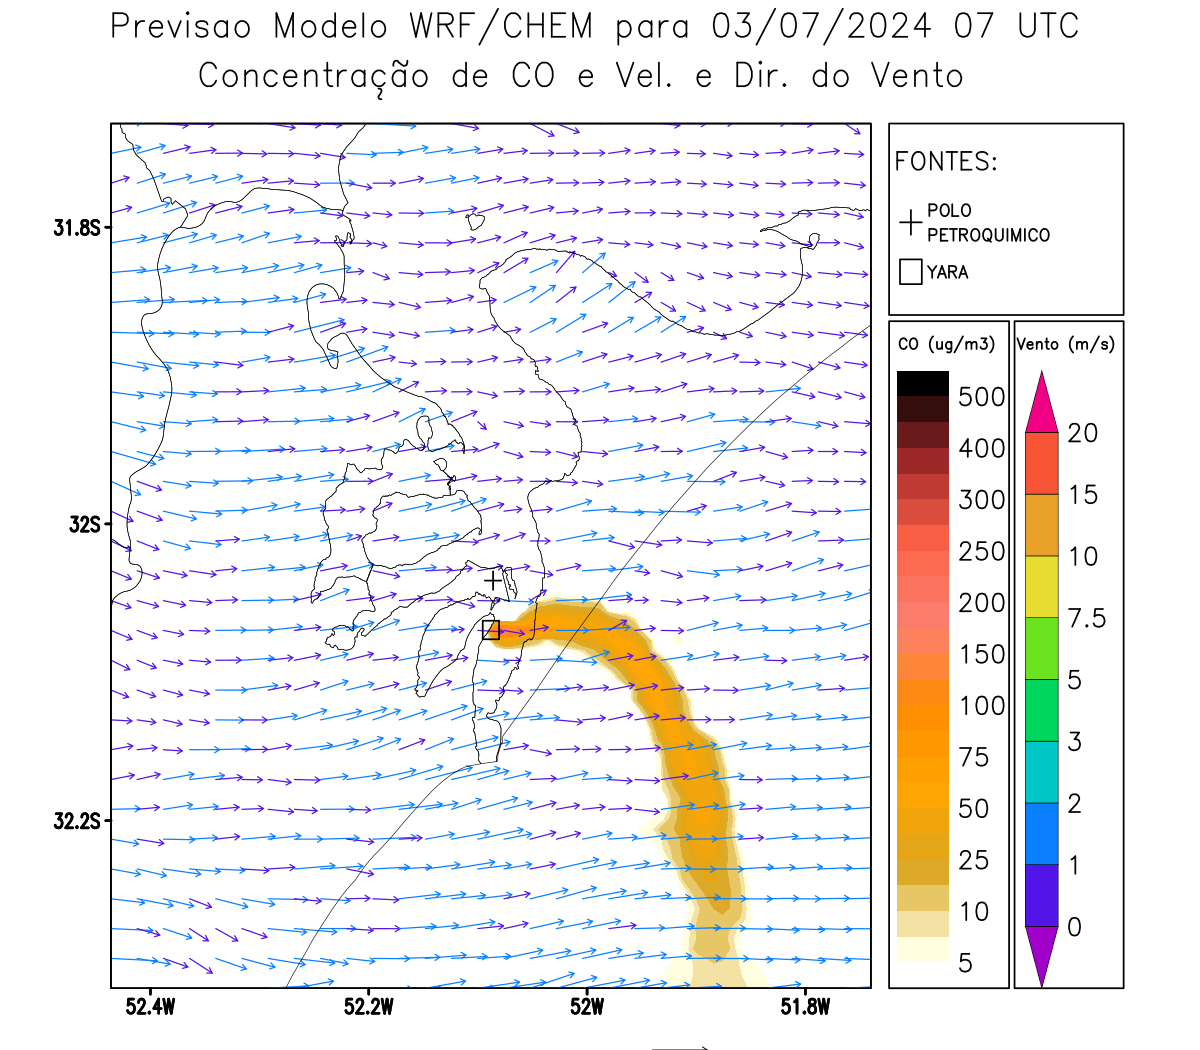 Previsao Modelo WRF/CHEM para 03/07/2024 07 UTC
Concentração de CO e Vel. e Dir. do Vento
FONTES:
POLO
PETROQUIMICO
YARA
CO (ug/m3)
500
400
300
250
200
150
100
75
50
25
10
5
Vento (m/s)
20
15
10
7.5
5
3
2
1
0
31.8S
32S
32.2S
52.4W
52.2W
52W
51.8W